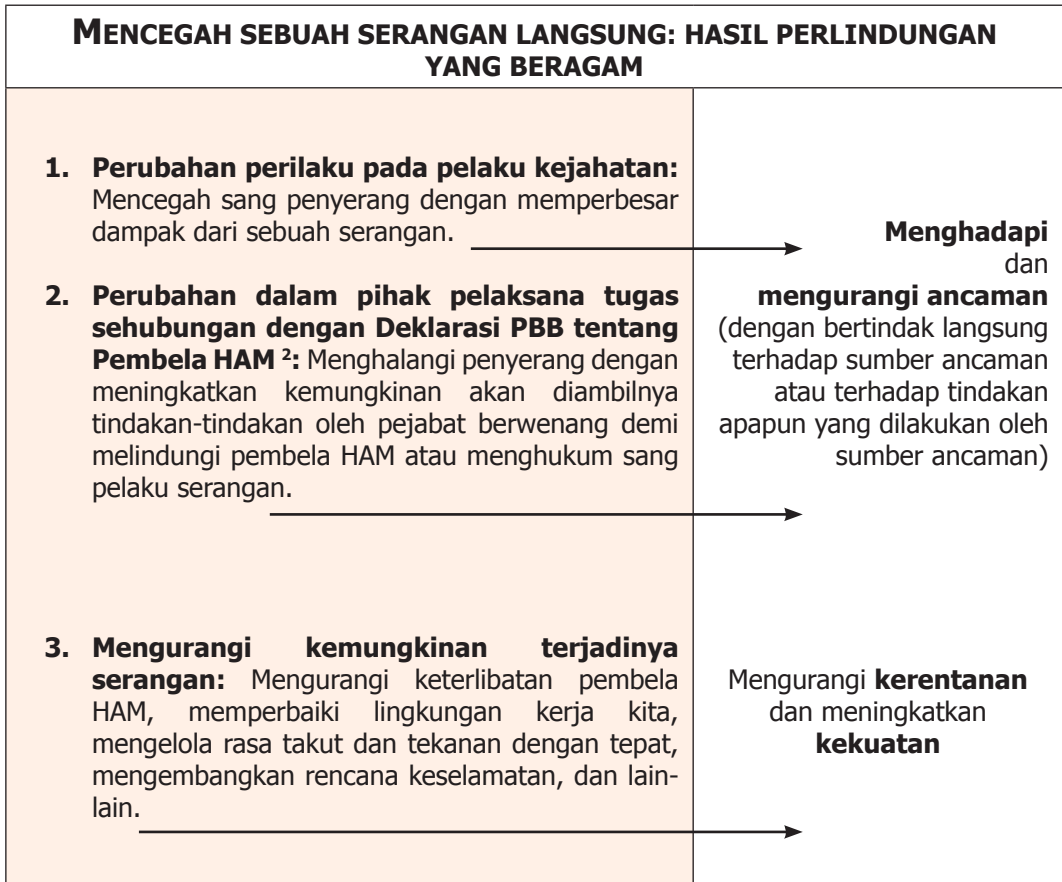 MENCEGAH SEBUAH SERANGAN LANGSUNG: HASIL PERLINDUNGAN
YANG BERAGAM
1. Perubahan perilaku pada pelaku kejahatan:
Mencegah sang penyerang dengan memperbesar
dampak dari sebuah serangan.
2. Perubahan dalam pihak pelaksana tugas
sehubungan dengan Deklarasi PBB tentang
Pembela HAM ²: Menghalangi penyerang dengan
meningkatkan kemungkinan akan diambilnya
tindakan-tindakan oleh pejabat berwenang demi
melindungi pembela HAM atau menghukum sang
pelaku serangan.
Menghadapi
dan
mengurangi ancaman
(dengan bertindak langsung
terhadap sumber ancaman
atau terhadap tindakan
apapun yang dilakukan oleh
sumber ancaman)
3. Mengurangi kemungkinan terjadinya
serangan: Mengurangi keterlibatan pembela
HAM, memperbaiki lingkungan kerja kita,
mengelola rasa takut dan tekanan dengan tepat,
mengembangkan rencana keselamatan, dan lain-
lain.
Mengurangi kerentanan
dan meningkatkan
kekuatan